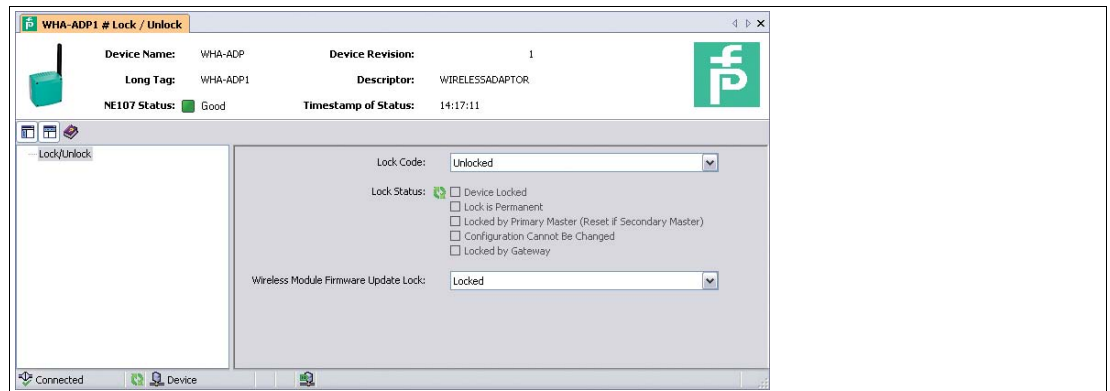 WHA-ADP1 # Lock / Unlock
Device Name: WHA-ADP Device Revision: 1
Long Tag: WHA-ADP1 Descriptor: WIRELESSADAPTOR
NE107 Status: Good Timestamp of Status: 14:17:11
Lock/Unlock
Lock Code: Unlocked
Lock Status: Device Locked
Lock is Permanent
Locked by Primary Master (Reset if Secondary Master)
Configuration Cannot Be Changed
Locked by Gateway
Wireless Module Firmware Update Lock: Locked
Connected Device